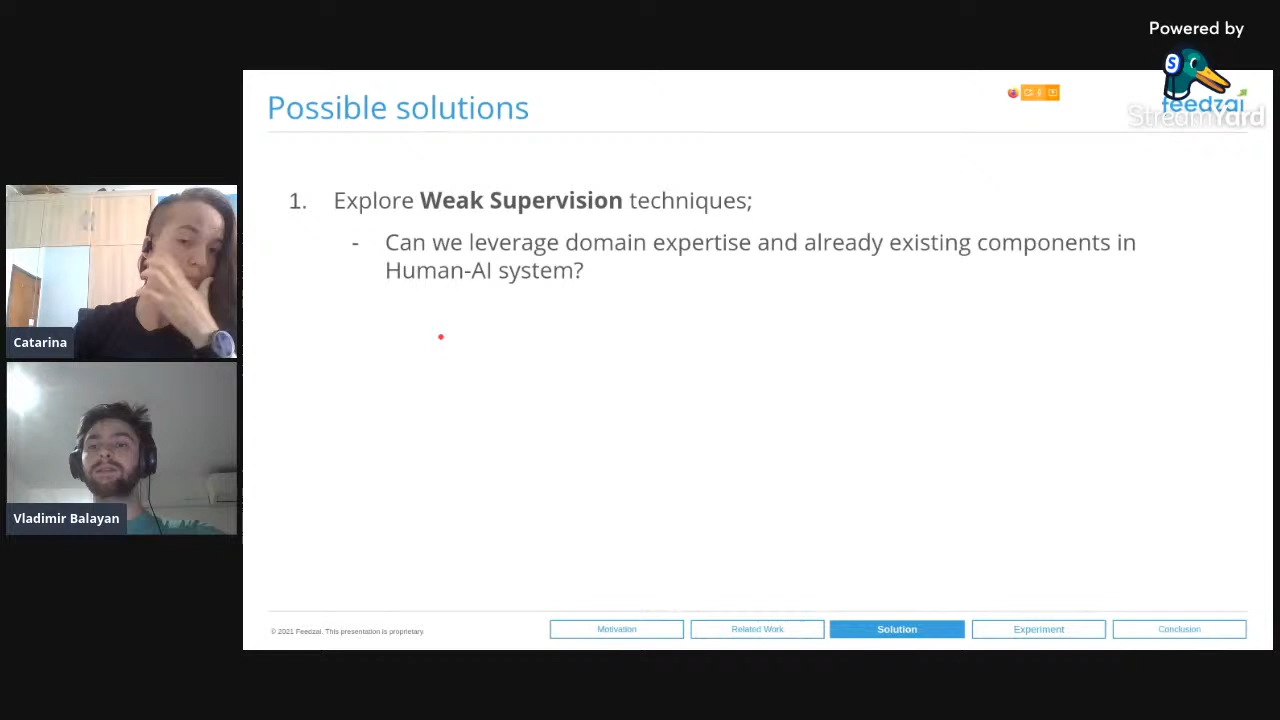 Powered by
S
feedzai
StreamYard
Possible solutions
1. Explore Weak Supervision techniques;
- Can we leverage domain expertise and already existing components in
Human-AI system?
Catarina
Vladimir Balayan
© 2021 Feedzai. This presentation is proprietary.
Motivation
Related Work
Solution
Experiment
Conclusion